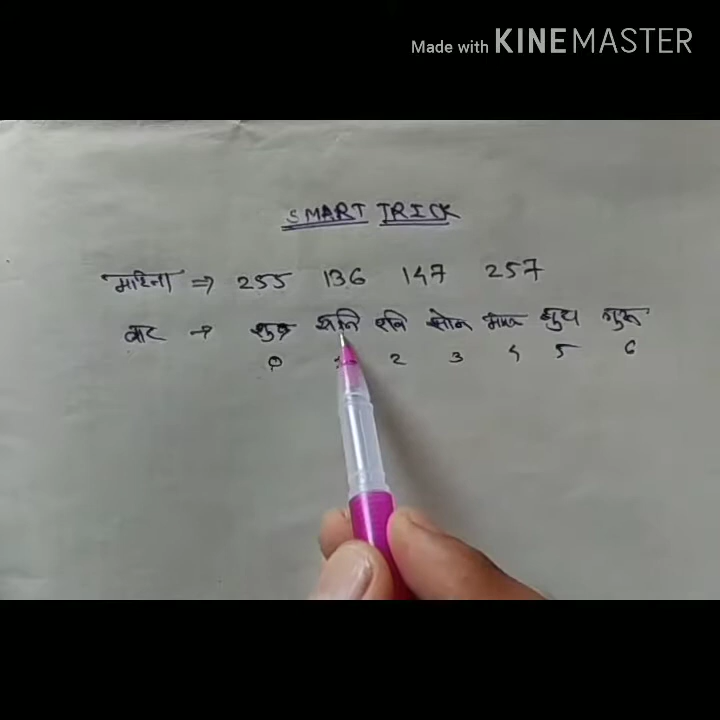 Made with KINEMASTER
SMART TRICK
महिना ⇒ 255 136 147 257
वार → शुक्र शनि रवि सोम मंगल बुध गुरू
0 1 2 3 4 5 6